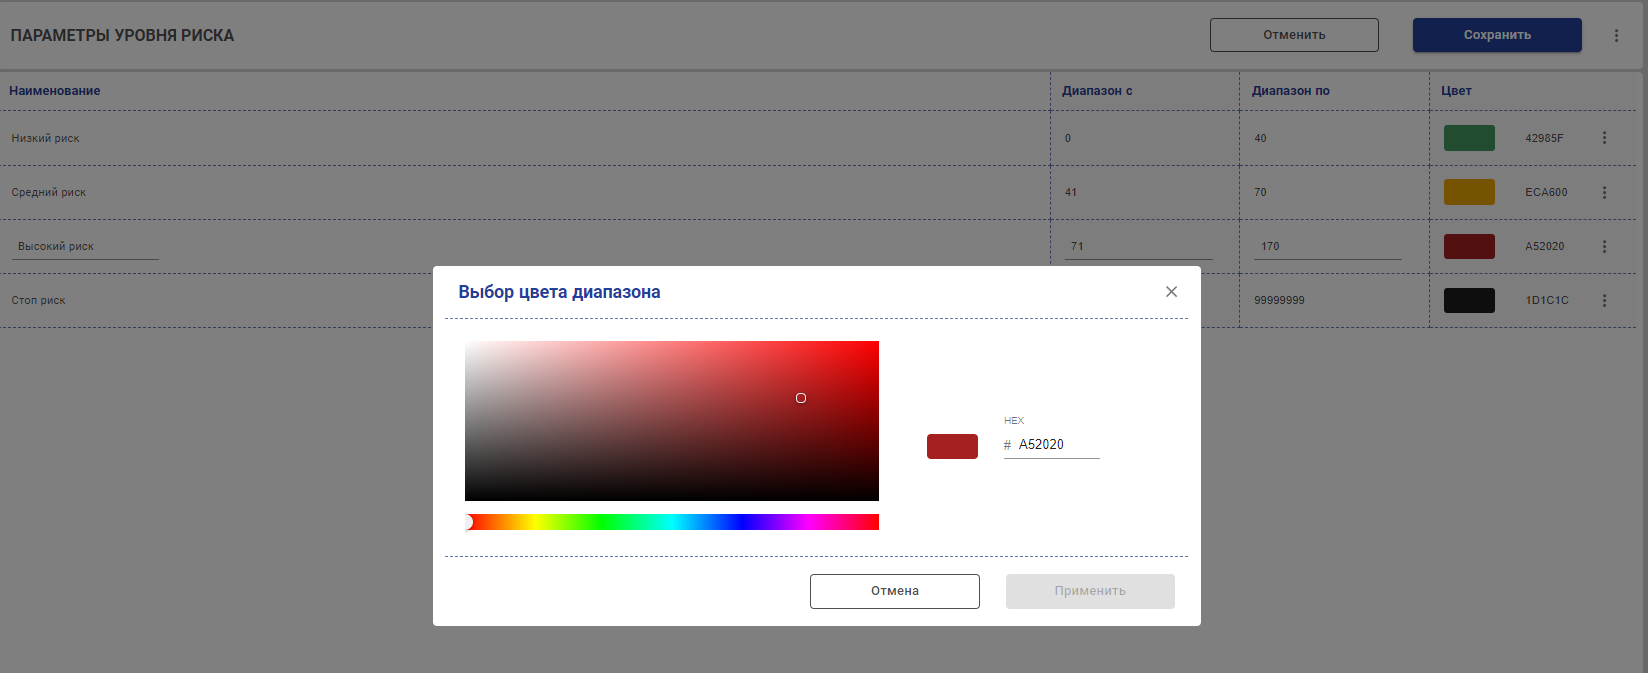 ПАРАМЕТРЫ УРОВНЯ РИСКА Отменить Сохранить
Наименование Диапазон с Диапазон по Цвет
Низкий риск 0 40 42985F
Средний риск 41 70 ECA600
Высокий риск 71 170 A52020
Стоп риск 99999999 1D1C1C
Выбор цвета диапазона
HEX
# A52020
Отмена Применить